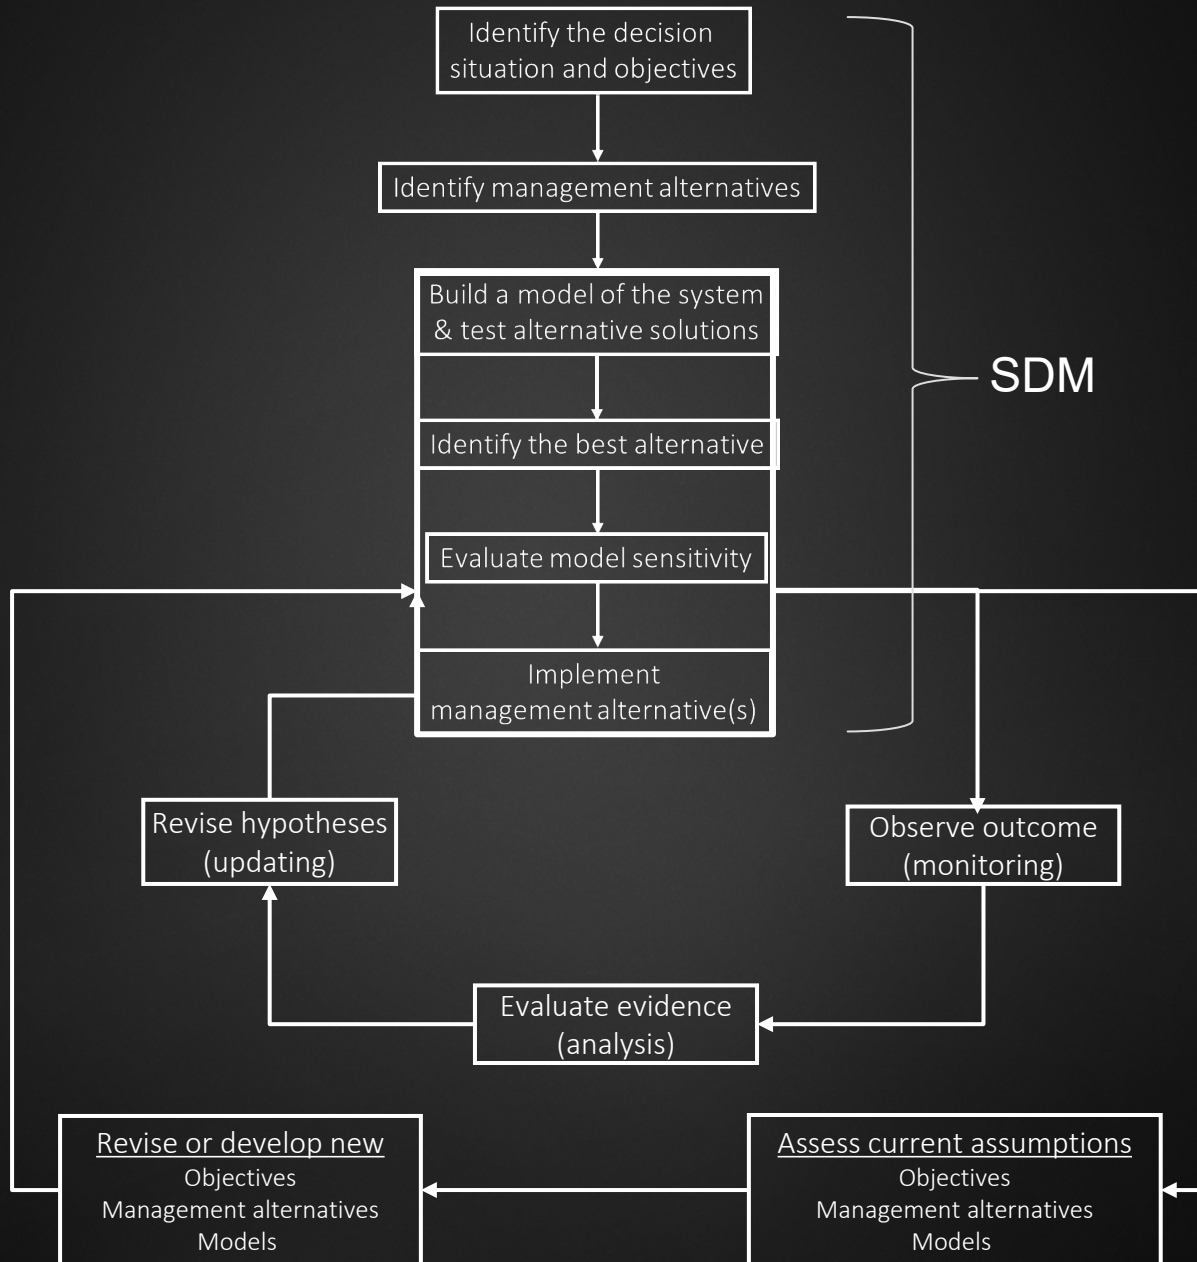 Identify the decision
situation and objectives
Identify management alternatives
Build a model of the system
& test alternative solutions
SDM
Identify the best alternative
Evaluate model sensitivity
Implement
management alternative(s)
Revise hypotheses
(updating)
Observe outcome
(monitoring)
Evaluate evidence
(analysis)
Revise or develop new
Objectives
Management alternatives
Models
Assess current assumptions
Objectives
Management alternatives
Models